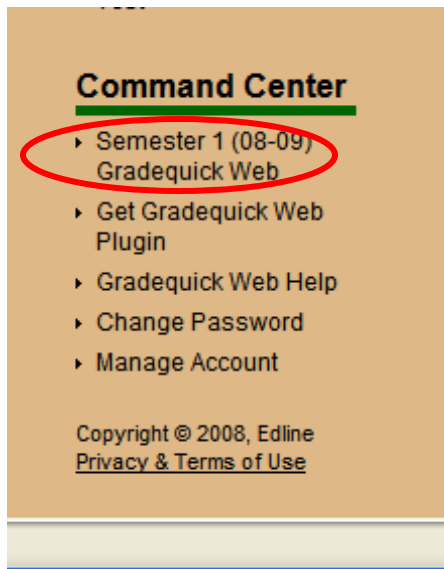 Command Center
Semester 1 (08-09)
Gradequick Web
Get Gradequick Web
Plugin
Gradequick Web Help
Change Password
Manage Account
Copyright © 2008, Edline
Privacy & Terms of Use